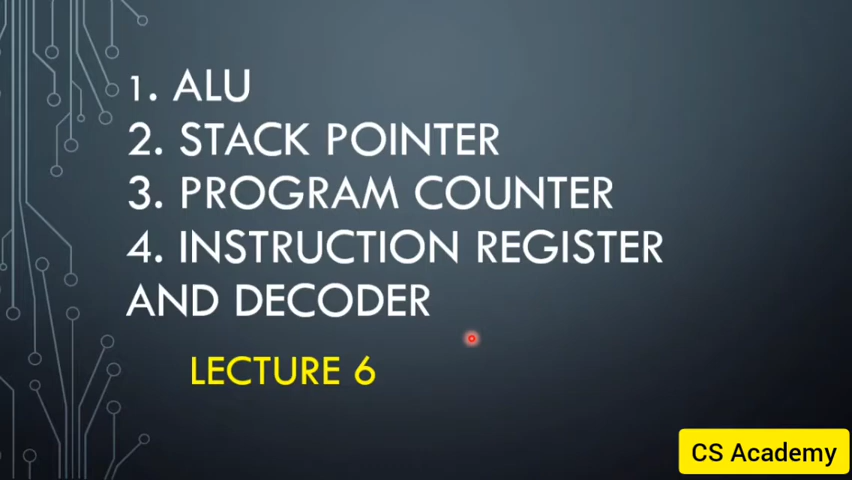 1. ALU
2. STACK POINTER
3. PROGRAM COUNTER
4. INSTRUCTION REGISTER
AND DECODER
LECTURE 6
CS Academy